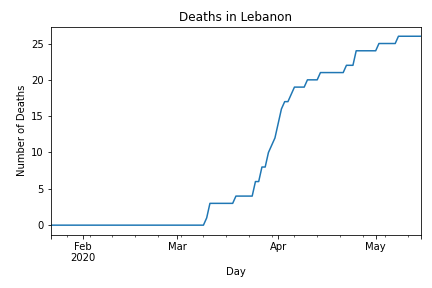 Deaths in Lebanon
Number of Deaths
25
20
15
10
5
0
Feb
2020
Mar
Apr
May
Day